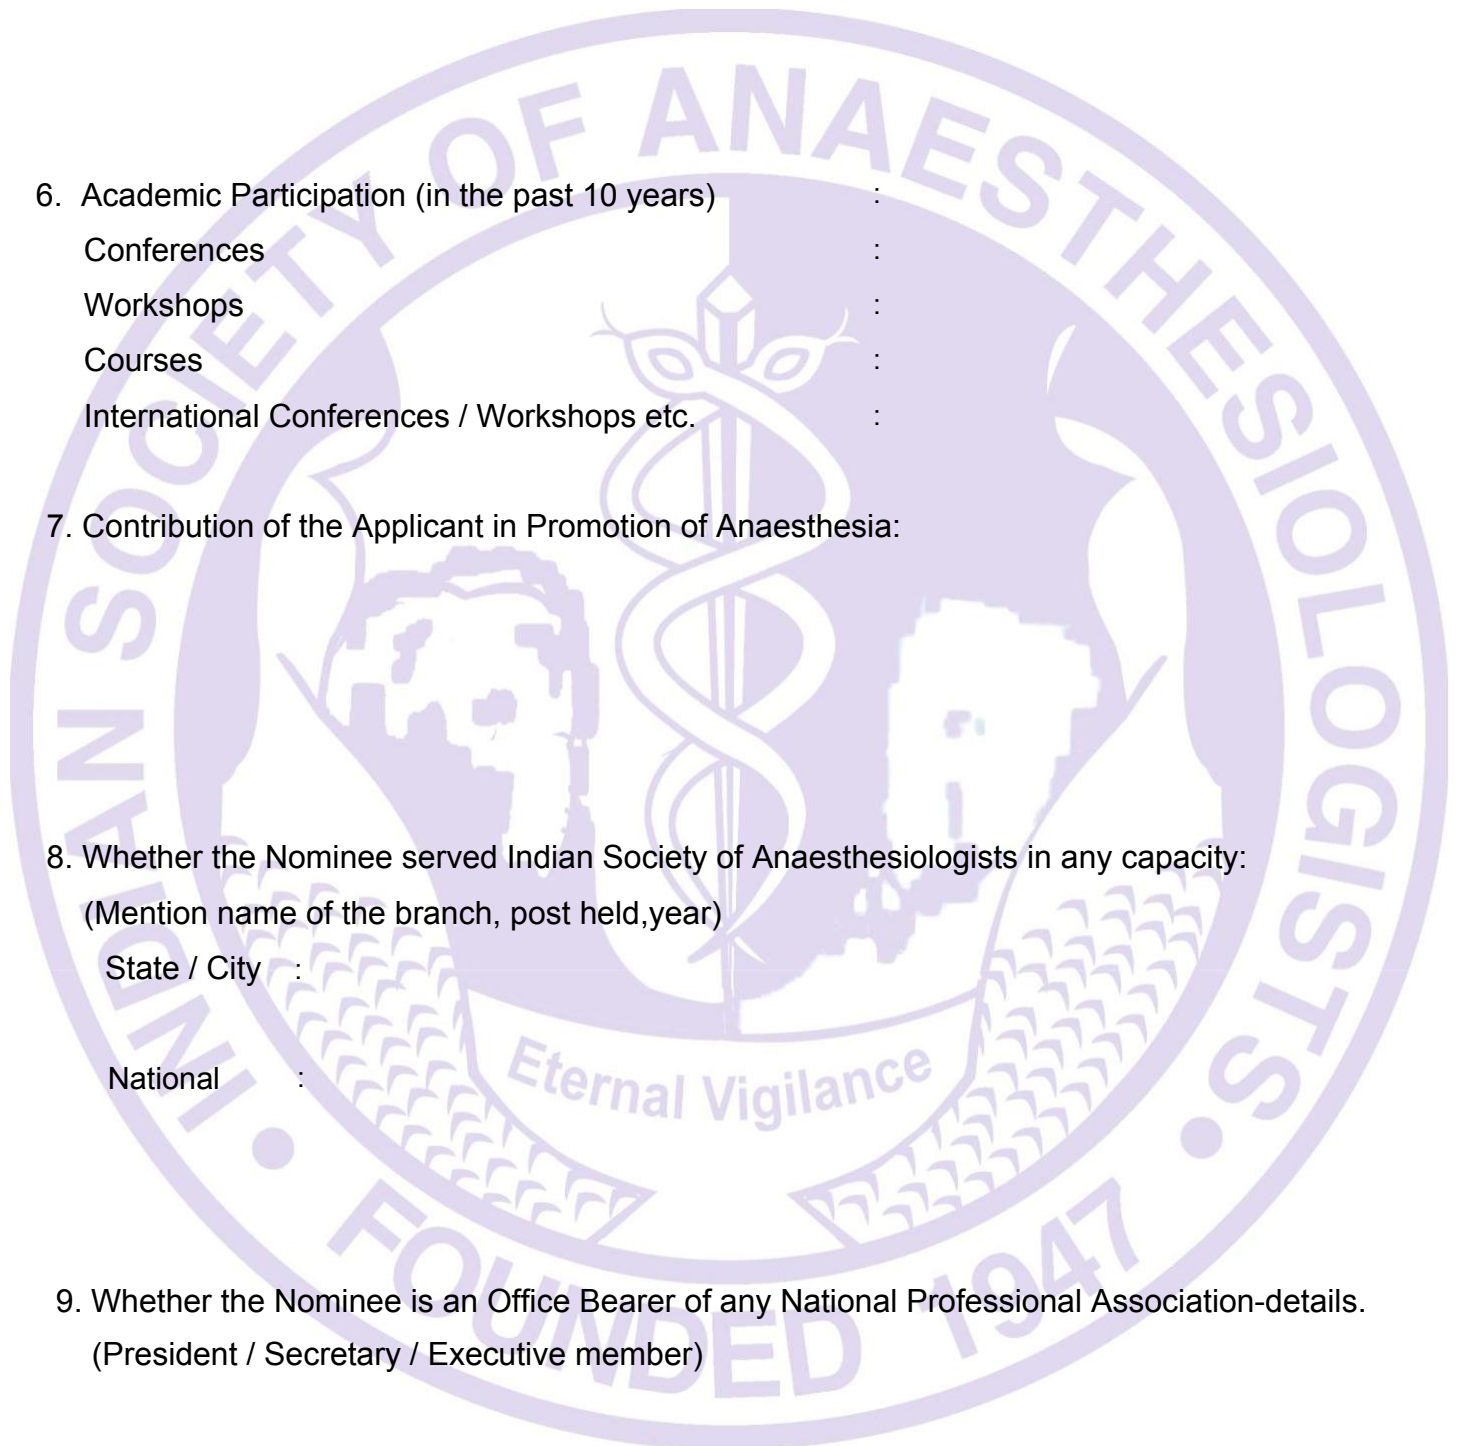 INDIAN SOCIETY OF ANAESTHESIOLOGISTS
6. Academic Participation (in the past 10 years) :
Conferences :
Workshops :
Courses :
International Conferences / Workshops etc. :
7. Contribution of the Applicant in Promotion of Anaesthesia:
8. Whether the Nominee served Indian Society of Anaesthesiologists in any capacity:
(Mention name of the branch, post held,year)
State / City :
Eternal Vigilance
National :
9. Whether the Nominee is an Office Bearer of any National Professional Association-details.
(President / Secretary / Executive member)
FOUNDED 1947